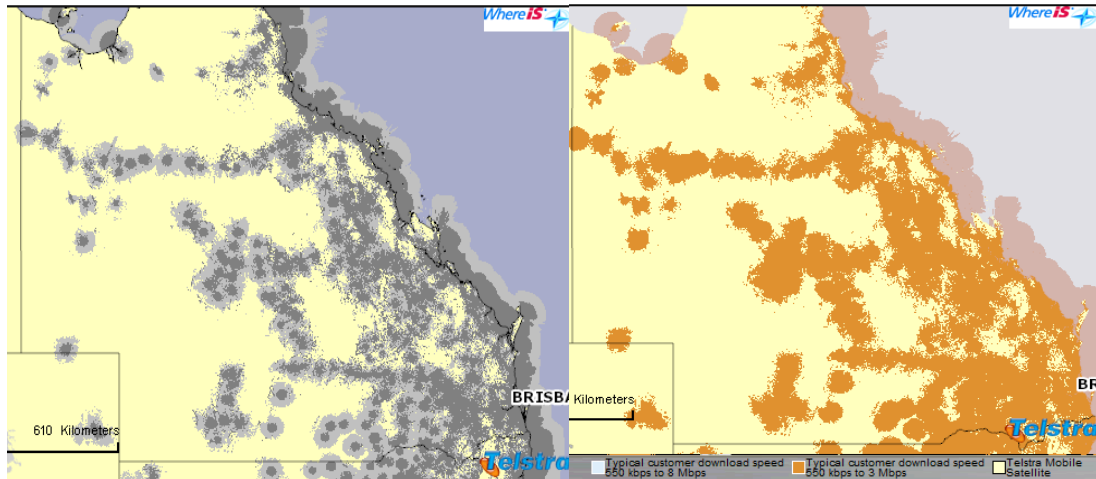 WhereiS
WhereiS
BRISBA
BR
610 Kilometers
Kilometers
Telstra
Telstra
Typical customer download speed
550 kbps to 8 Mbps
Typical customer download speed
550 kbps to 3 Mbps
Telstra Mobile
Satellite